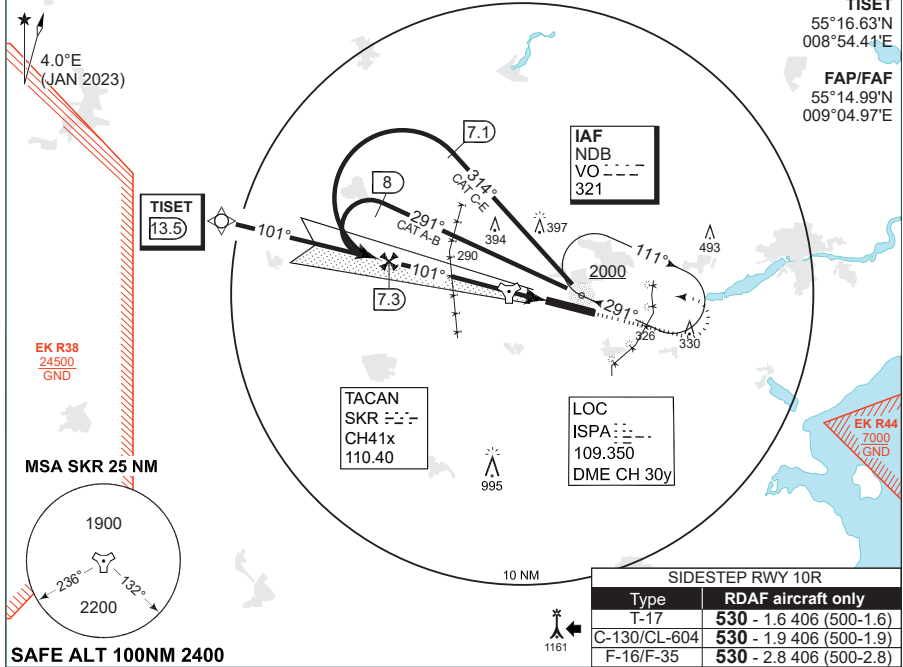 TISET
55°16.63'N
008°54.41'E
FAP/FAF
55°14.99'N
009°04.97'E
4.0°E
(JAN 2023)
7.1
IAF
NDB
VO
321
314°
CAT C-E
8
TISET
13.5
291°
CAT A-B
394
397
493
111°
101°
290
2000
101°
7.3
291°
326
330
EK R38
24500
GND
TACAN
SKR
CH41x
110.40
LOC
ISPA
109.350
DME CH 30y
EK R44
7000
GND
995
MSA SKR 25 NM
1900
236°
132°
2200
10 NM
1161
SIDESTEP RWY 10R
Type RDAF aircraft only
T-17 530 - 1.6 406 (500-1.6)
C-130/CL-604 530 - 1.9 406 (500-1.9)
F-16/F-35 530 - 2.8 406 (500-2.8)
SAFE ALT 100NM 2400